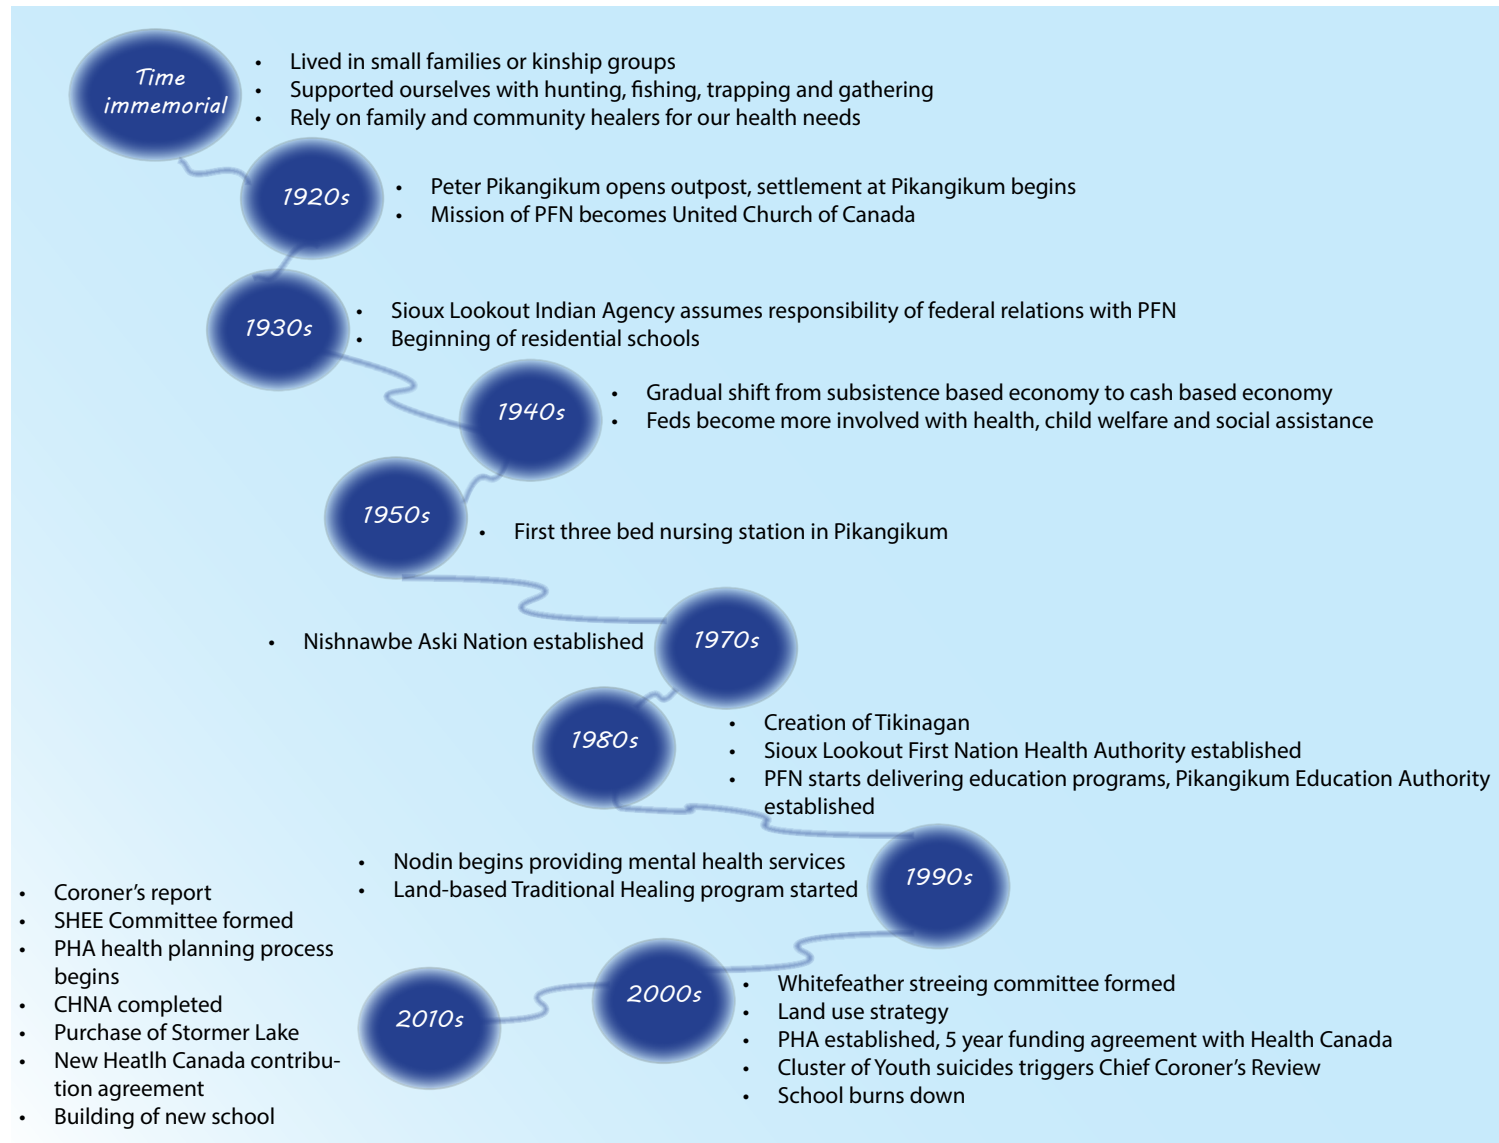 Time
immemorial
• Lived in small families or kinship groups
• Supported ourselves with hunting, fishing, trapping and gathering
• Rely on family and community healers for our health needs
1920s
• Peter Pikangikum opens outpost, settlement at Pikangikum begins
• Mission of PFN becomes United Church of Canada
1930s
• Sioux Lookout Indian Agency assumes responsibility of federal relations with PFN
• Beginning of residential schools
1940s
• Gradual shift from subsistence based economy to cash based economy
• Feds become more involved with health, child welfare and social assistance
1950s
• First three bed nursing station in Pikangikum
1970s
• Nishnawbe Aski Nation established
1980s
• Creation of Tikinagan
• Sioux Lookout First Nation Health Authority established
• PFN starts delivering education programs, Pikangikum Education Authority
established
1990s
• Nodin begins providing mental health services
• Land-based Traditional Healing program started
2000s
• Whitefeather streeing committee formed
• Land use strategy
• PHA established, 5 year funding agreement with Health Canada
• Cluster of Youth suicides triggers Chief Coroner's Review
• School burns down
2010s
• Coroner's report
• SHEE Committee formed
• PHA health planning process
begins
• CHNA completed
• Purchase of Stormer Lake
• New Heatlh Canada contribu-
tion agreement
• Building of new school